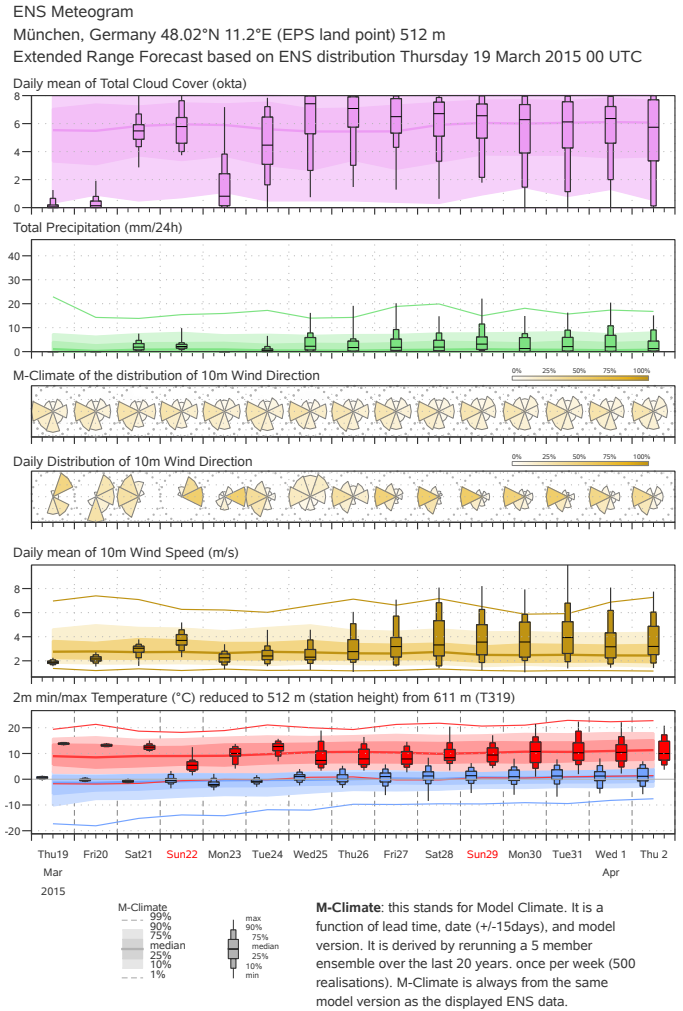 ENS Meteogram
München, Germany 48.02°N 11.2°E (EPS land point) 512 m
Extended Range Forecast based on ENS distribution Thursday 19 March 2015 00 UTC
Daily mean of Total Cloud Cover (okta)
8
6
4
2
0
Total Precipitation (mm/24h)
40
30
20
10
0
M-Climate of the distribution of 10m Wind Direction
0% 25% 50% 75% 100%
Daily Distribution of 10m Wind Direction
0% 25% 50% 75% 100%
Daily mean of 10m Wind Speed (m/s)
8
6
4
2
2m min/max Temperature (°C) reduced to 512 m (station height) from 611 m (T319)
20
10
0
-10
-20
Thu19 Fri20 Sat21 Sun22 Mon23 Tue24 Wed25 Thu26 Fri27 Sat28 Sun29 Mon30 Tue31 Wed 1 Thu 2
Mar Apr
2015
M-Climate
99%
90%
75%
median
25%
10%
1%
max
90%
75%
median
25%
10%
min
M-Climate: this stands for Model Climate. It is a
function of lead time, date (+/-15days), and model
version. It is derived by rerunning a 5 member
ensemble over the last 20 years. once per week (500
realisations). M-Climate is always from the same
model version as the displayed ENS data.